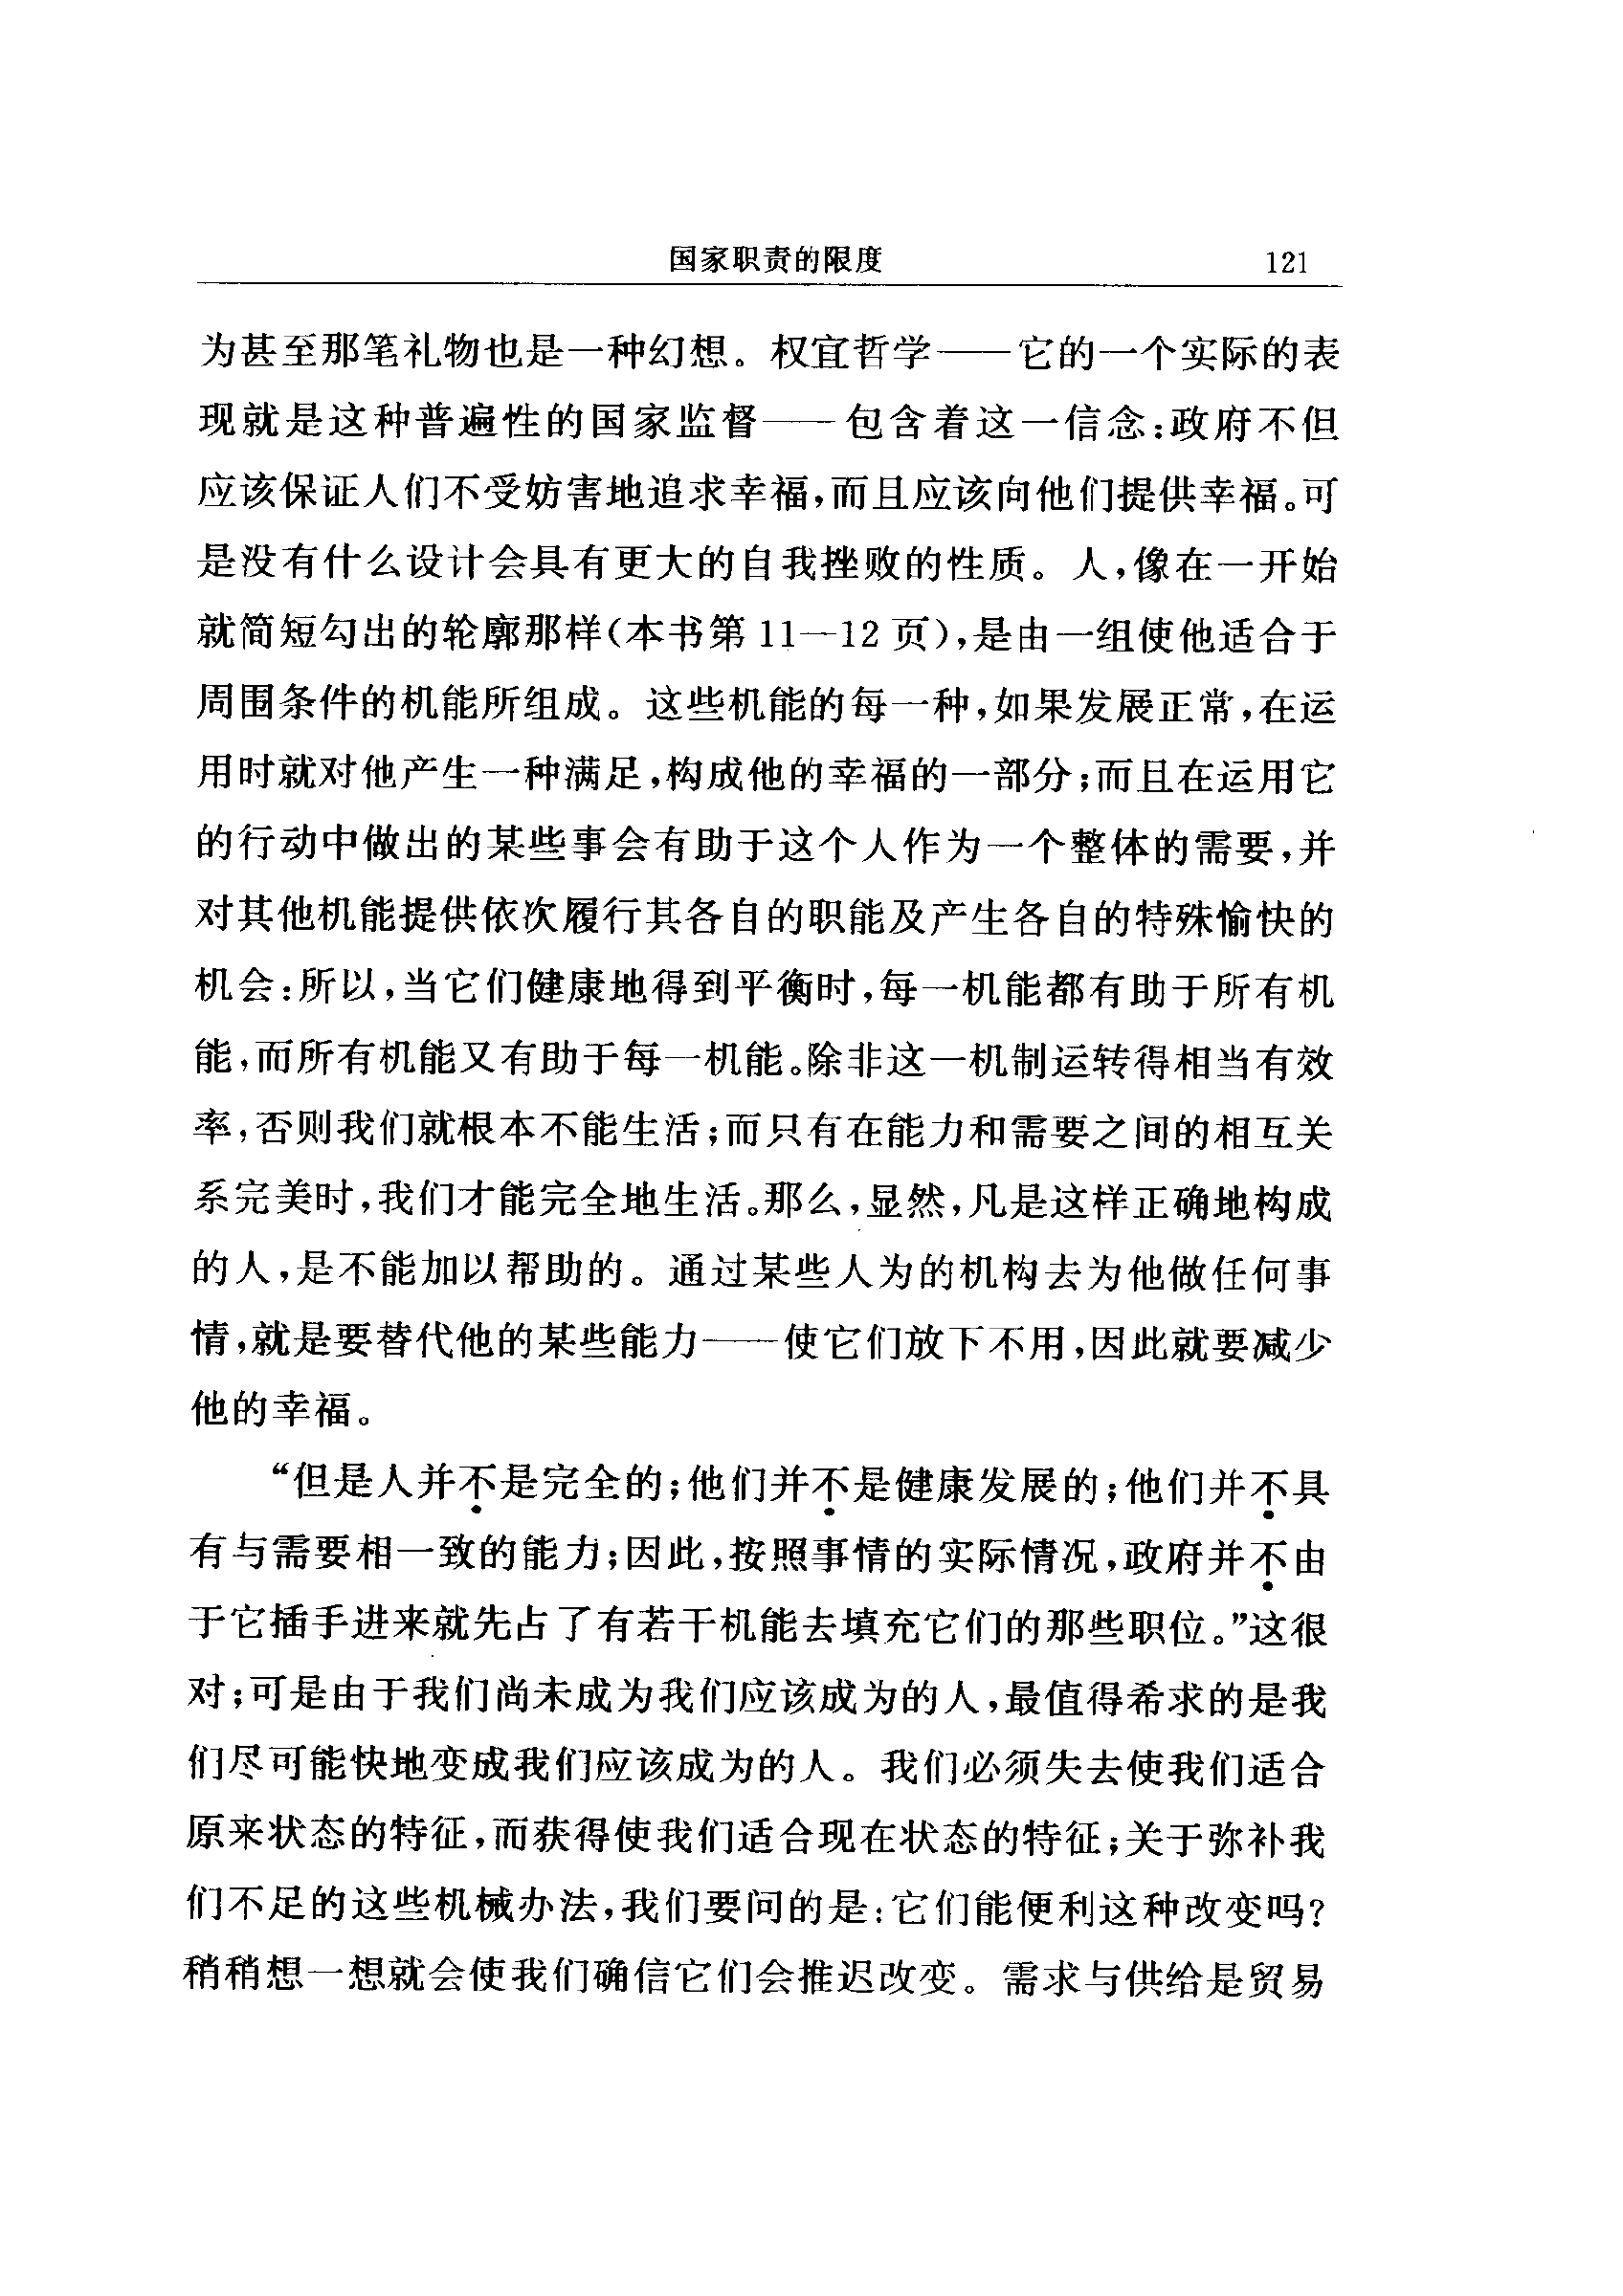 国家职责的限度 121
为甚至那笔礼物也是一种幻想。权宜哲学——它的一个实际的表
现就是这种普遍性的国家监督——包含着这一信念:政府不但
应该保证人们不受妨害地追求幸福,而且应该向他们提供幸福。可
是没有什么设计会具有更大的自我挫败的性质。人,像在一开始
就简短勾出的轮廓那样(本书第11—12页),是由一组使他适合于
周围条件的机能所组成。这些机能的每一种,如果发展正常,在运
用时就对他产生一种满足,构成他的幸福的一部分;而且在运用它
的行动中做出的某些事会有助于这个人作为一个整体的需要,并
对其他机能提供依次履行其各自的职能及产生各自的特殊愉快的
机会:所以,当它们健康地得到平衡时,每一机能都有助于所有机
能,而所有机能又有助于每一机能。除非这一机制运转得相当有效
率,否则我们就根本不能生活;而只有在能力和需要之间的相互关
系完美时,我们才能完全地生活。那么,显然,凡是这样正确地构成
的人,是不能加以帮助的。通过某些人为的机构去为他做任何事
情,就是要替代他的某些能力——使它们放下不用,因此就要减少
他的幸福。
“但是人并不是完全的;他们并不是健康发展的;他们并不具
有与需要相一致的能力;因此,按照事情的实际情况,政府并不由
于它插手进来就先占了有若干机能去填充它们的那些职位。”这很
对;可是由于我们尚未成为我们应该成为的人,最值得希求的是我
们尽可能快地变成我们应该成为的人。我们必须失去使我们适合
原来状态的特征,而获得使我们适合现在状态的特征;关于弥补我
们不足的这些机械办法,我们要问的是:它们能便利这种改变吗?
稍稍想一想就会使我们确信它们会推迟改变。需求与供给是贸易